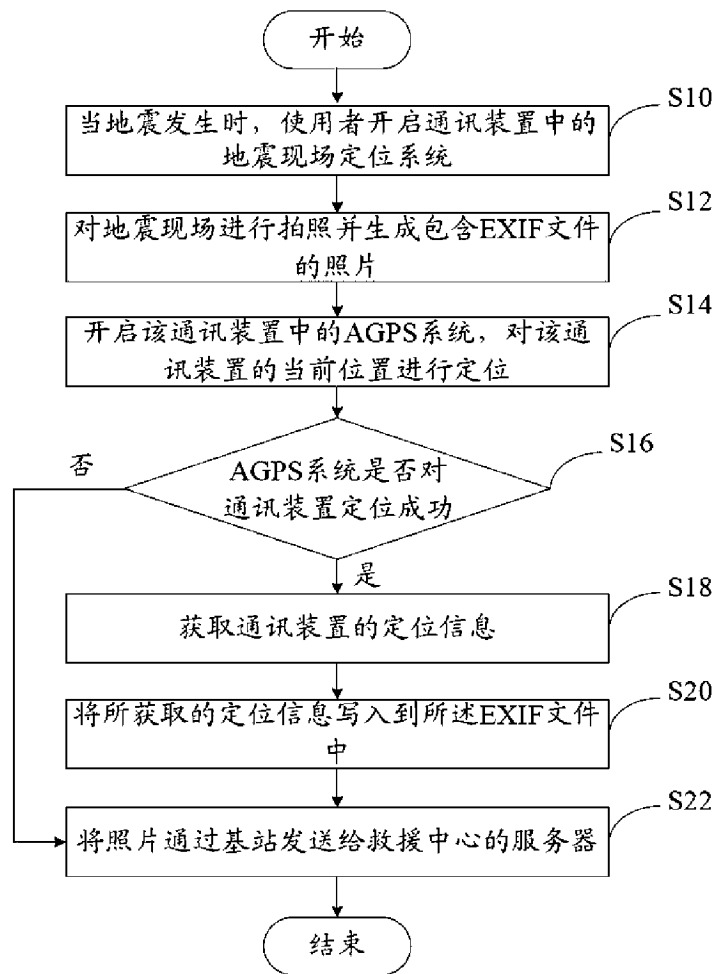 开始
S10
当地震发生时，使用者开启通讯装置中的
地震现场定位系统
S12
对地震现场进行拍照并生成包含EXIF文件
的照片
S14
开启该通讯装置中的AGPS系统，对该通
讯装置的当前位置进行定位
S16
否
AGPS系统是否对
通讯装置定位成功
是
S18
获取通讯装置的定位信息
S20
将所获取的定位信息写入到所述EXIF文件
中
S22
将照片通过基站发送给救援中心的服务器
结束